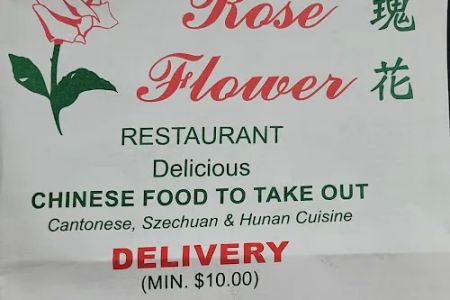 Rose
Flower
瑰
花
RESTAURANT
Delicious
CHINESE FOOD TO TAKE OUT
Cantonese, Szechuan & Hunan Cuisine
DELIVERY
(MIN. $10.00)